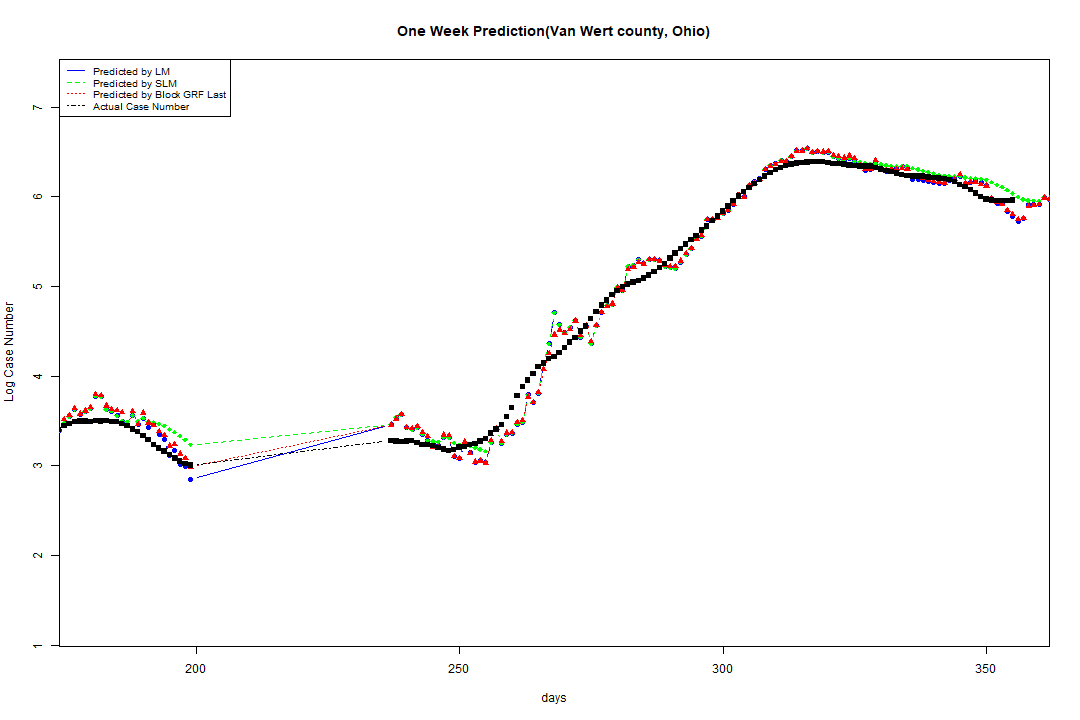 One Week Prediction(Van Wert county, Ohio)
Predicted by LM
Predicted by SLM
Predicted by Block GRF Last
Actual Case Number
7
6
5
4
3
2
1
Log Case Number
200 250 300 350
days